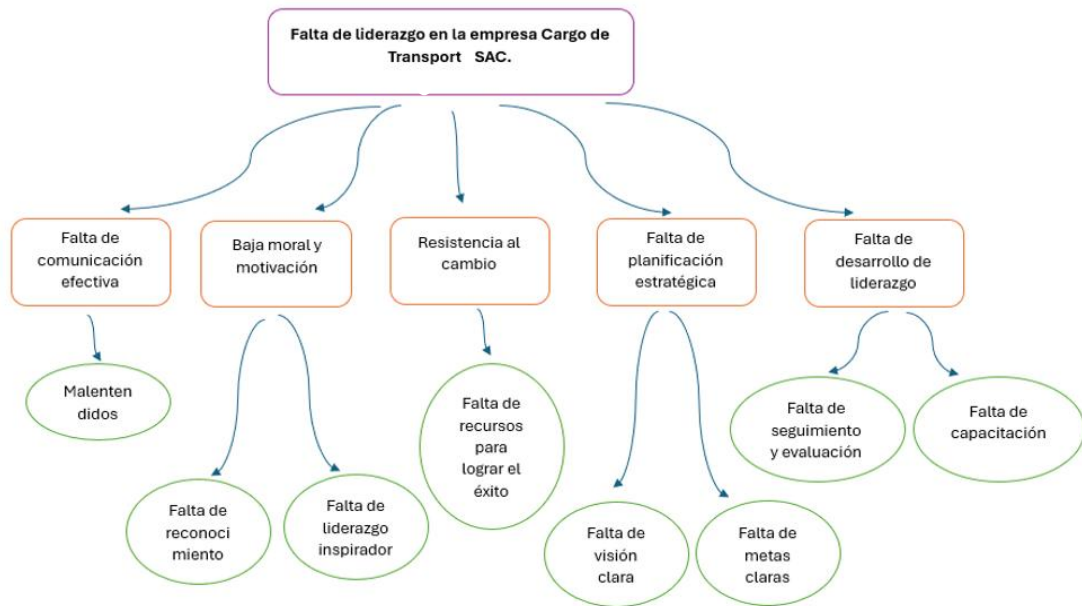 Falta de liderazgo en la empresa Cargo de
Transport SAC.
Falta de
comunicación
efectiva
Baja moral y
motivación
Resistencia al
cambio
Falta de
planificación
estratégica
Falta de
desarrollo de
liderazgo
Malenten
didos
Falta de
reconoci
miento
Falta de
liderazgo
inspirador
Falta de
recursos
para
lograr el
éxito
Falta de
visión
clara
Falta de
metas
claras
Falta de
seguimiento
y evaluación
Falta de
capacitación